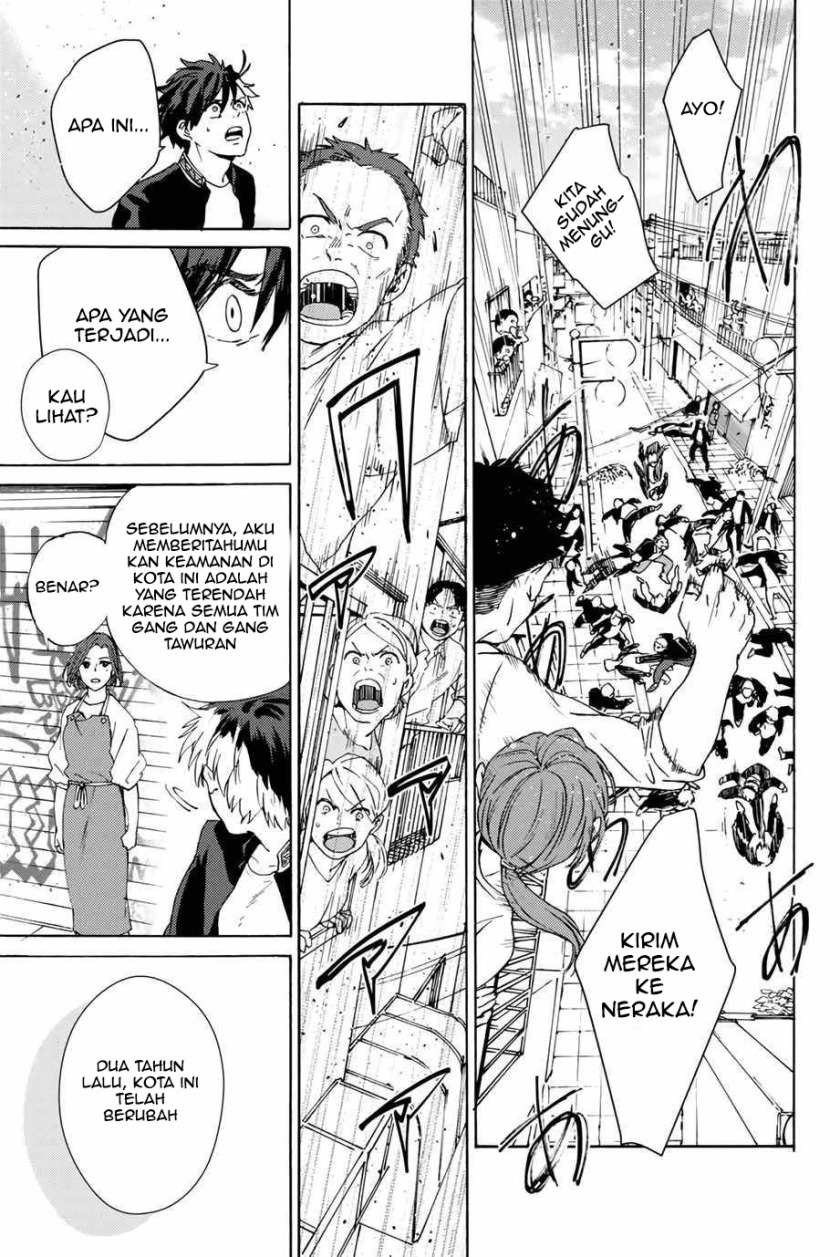 AYO!
KITA
SUDAH
MENUNG-
GU!
KIRIM
MEREKA
KE
NERAKA!
APA INI...
APA YANG
TERJADI...
KAU
LIHAT?
SEBELUMNYA, AKU
MEMBERITAHUMU
KAN KEAMANAN DI
KOTA INI ADALAH
YANG TERENDAH
KARENA SEMUA TIM
GANG DAN GANG
TAWURAN
BENAR?
DUA TAHUN
LALU, KOTA INI
TELAH
BERUBAH